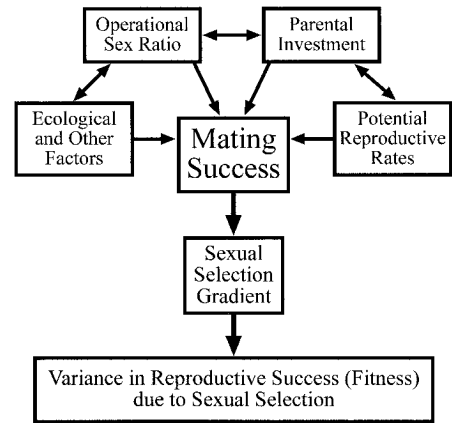 Operational
Sex Ratio
Parental
Investment
Ecological
and Other
Factors
Mating
Success
Potential
Reproductive
Rates
Sexual
Selection
Gradient
Variance in Reproductive Success (Fitness)
due to Sexual Selection